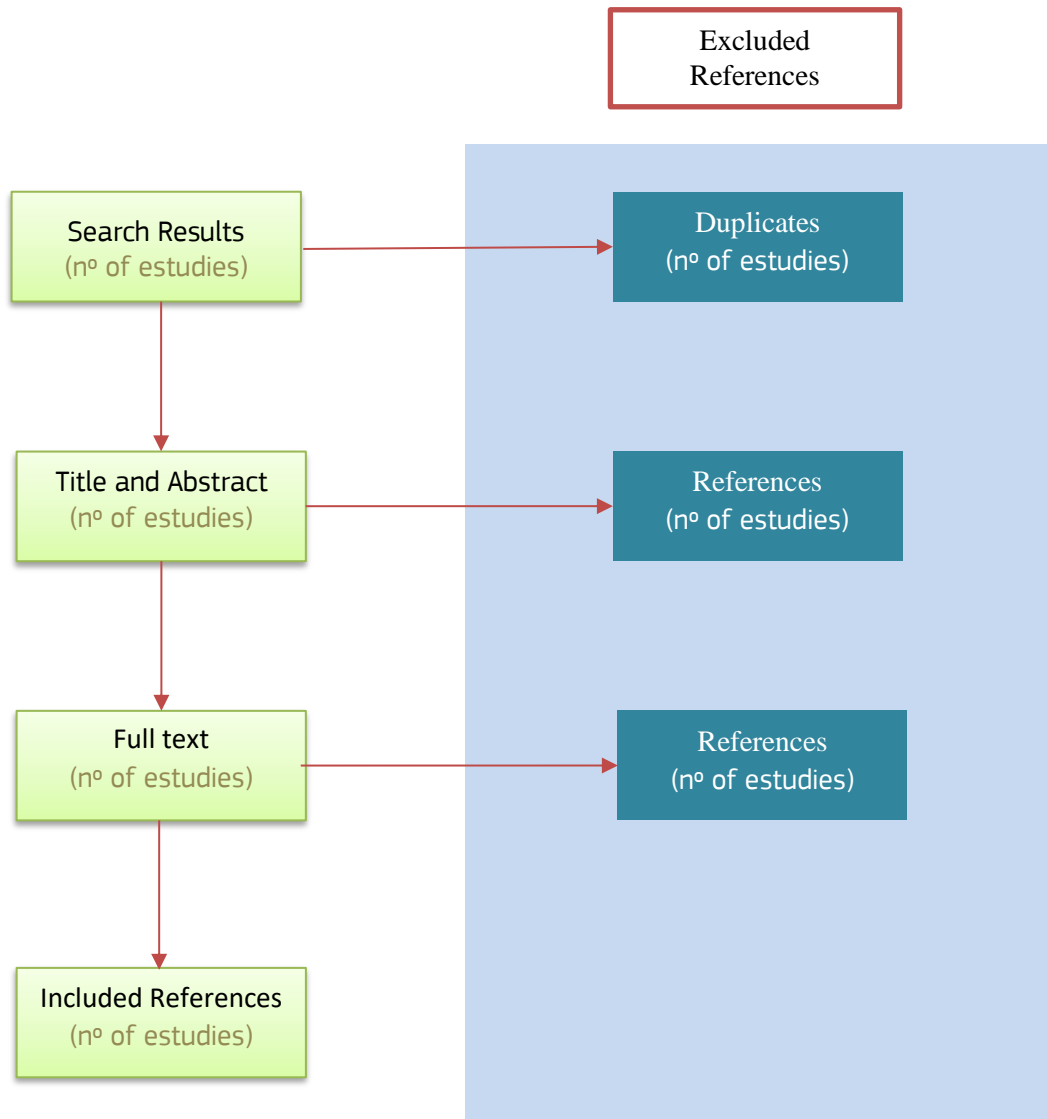 Excluded
References
Search Results
(nº of estudies)
Duplicates
(nº of estudies)
Title and Abstract
(nº of estudies)
References
(nº of estudies)
Full text
(nº of estudies)
References
(nº of estudies)
Included References
(nº of estudies)